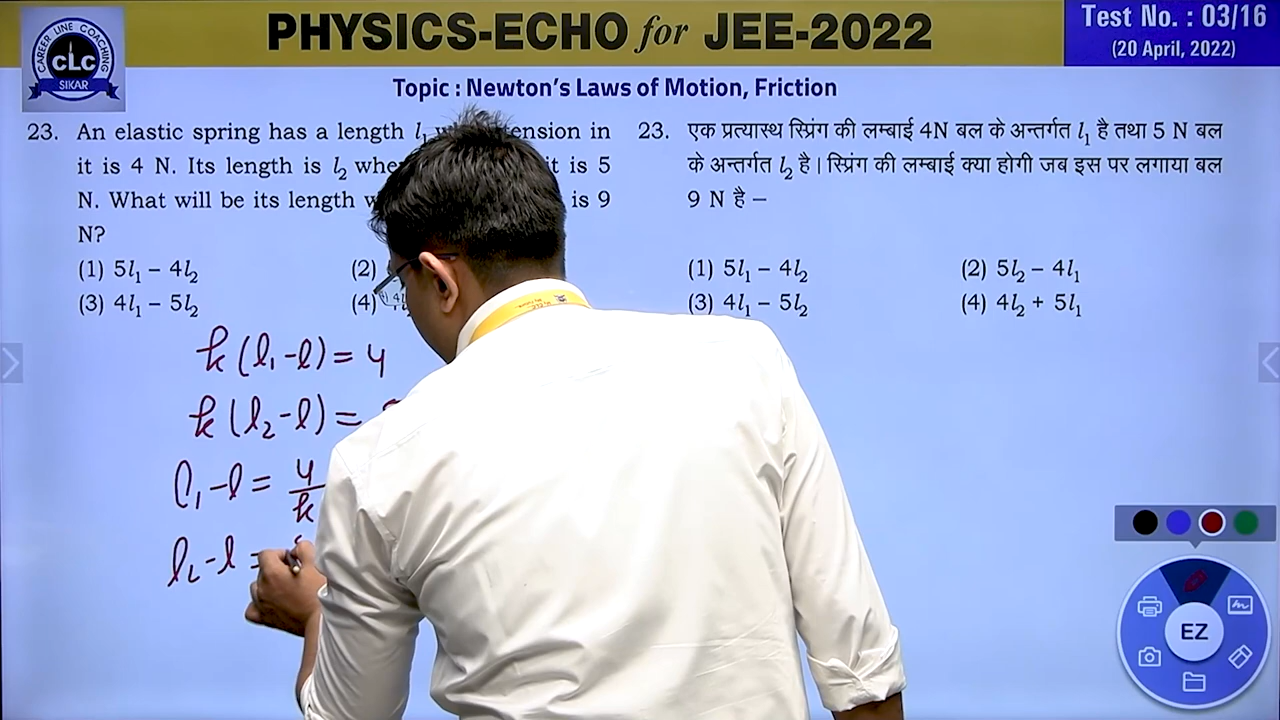 PHYSICS-ECHO for JEE-2022
Test No. : 03/16
(20 April, 2022)
CAREER LINE COACHING
CLC
SIKAR
Topic : Newton's Laws of Motion, Friction
23. An elastic spring has a length l₁ tension in
it is 4 N. Its length is l₂ it is 5
N. What will be its length is 9
N?
(1) 5l₁ – 4l₂ (2)
(3) 4l₁ – 5l₂ (4)
23. एक प्रत्यास्थ स्प्रिंग की लम्बाई 4N बल के अन्तर्गत l₁ है तथा 5 N बल
के अन्तर्गत l₂ है। स्प्रिंग की लम्बाई क्या होगी जब इस पर लगाया बल
9 N है –
(1) 5l₁ – 4l₂ (2) 5l₂ – 4l₁
(3) 4l₁ – 5l₂ (4) 4l₂ + 5l₁
k(l₁-l) = 4
k(l₂-l) =
l₁-l = 4/k
l₂-l =
EZ